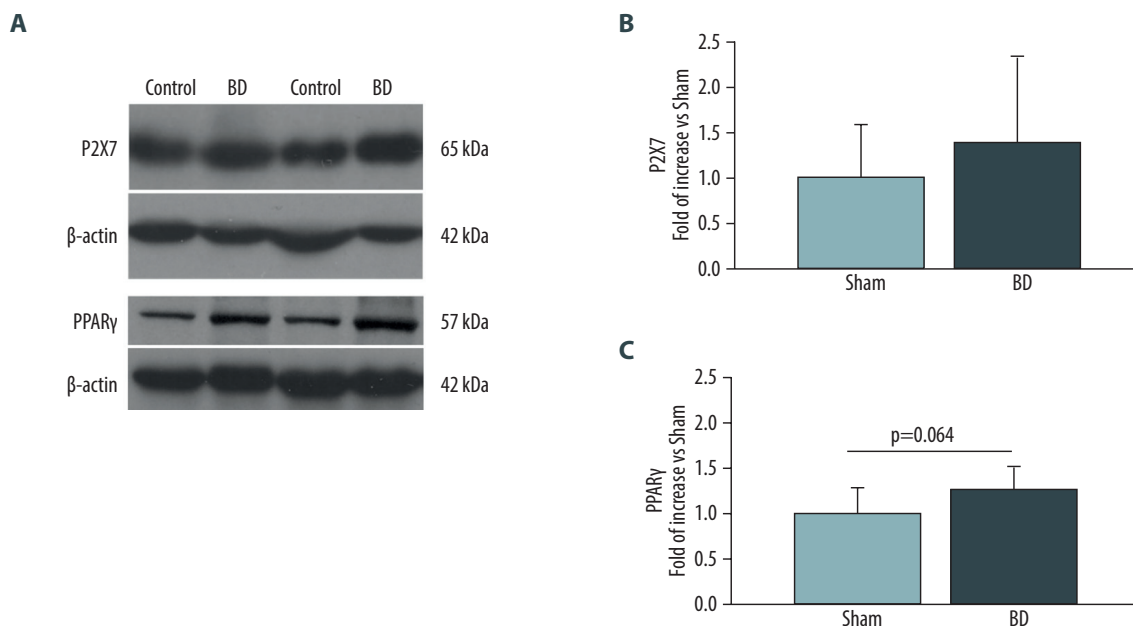 A
Control BD Control BD
P2X7 65 kDa
β-actin 42 kDa
PPARγ 57 kDa
β-actin 42 kDa
B
P2X7
Fold of increase vs Sham
2.5
2.0
1.5
1.0
0.5
0.0
Sham BD
C
PPARγ
Fold of increase vs Sham
2.5
2.0
1.5
1.0
0.5
0.0
p=0.064
Sham BD